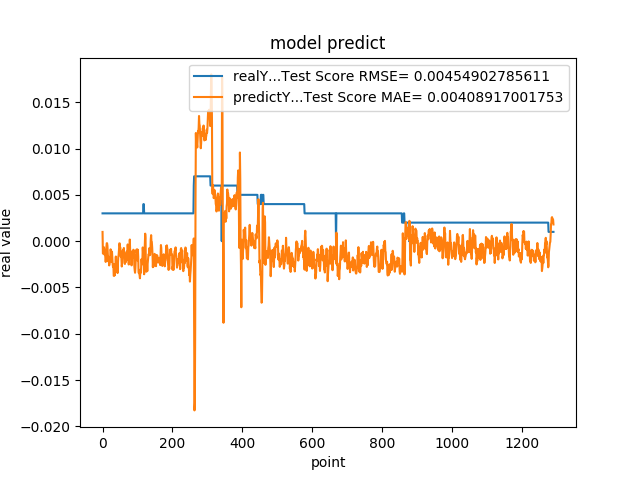 model predict
realY...Test Score RMSE= 0.00454902785611
predictY...Test Score MAE= 0.00408917001753
0.015
0.010
0.005
0.000
−0.005
−0.010
−0.015
−0.020
real value
0 200 400 600 800 1000 1200
point